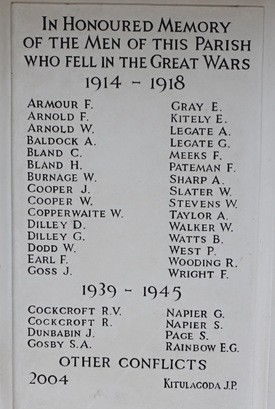 IN HONOURED MEMORY
OF THE MEN OF THIS PARISH
WHO FELL IN THE GREAT WARS
1914 - 1918
ARMOUR F.
ARNOLD F.
ARNOLD W.
BALDOCK A.
BLAND C.
BLAND H.
BURNAGE W.
COOPER J.
COOPER W.
COPPERWAITE W.
DILLEY D.
DILLEY G.
DODD W.
EARL F.
GOSS J.
GRAY E.
KITELY E.
LEGATE A.
LEGATE G.
MEEKS F.
PATEMAN F.
SHARP A.
SLATER W.
STEVENS W.
TAYLOR A.
WALKER W.
WATTS B.
WEST P.
WOODING R.
WRIGHT F.
1939 - 1945
COCKCROFT R.V.
COCKCROFT R.
DUNBABIN J.
GOSBY S.A.
NAPIER G.
NAPIER S.
PAGE S.
RAINBOW E.G.
OTHER CONFLICTS
2004 KITULAGODA J.P.